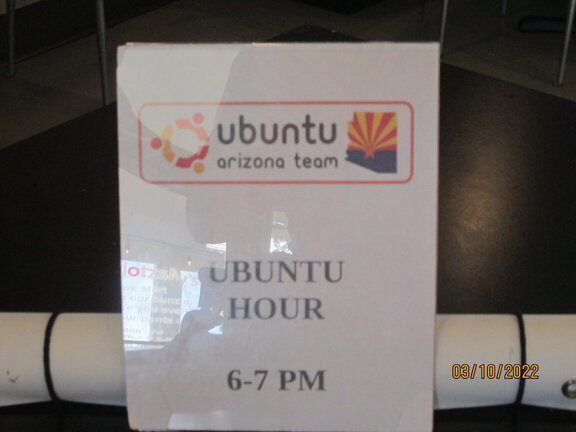 ubuntu
arizona team
UBUNTU
HOUR
6-7 PM
03/10/2022